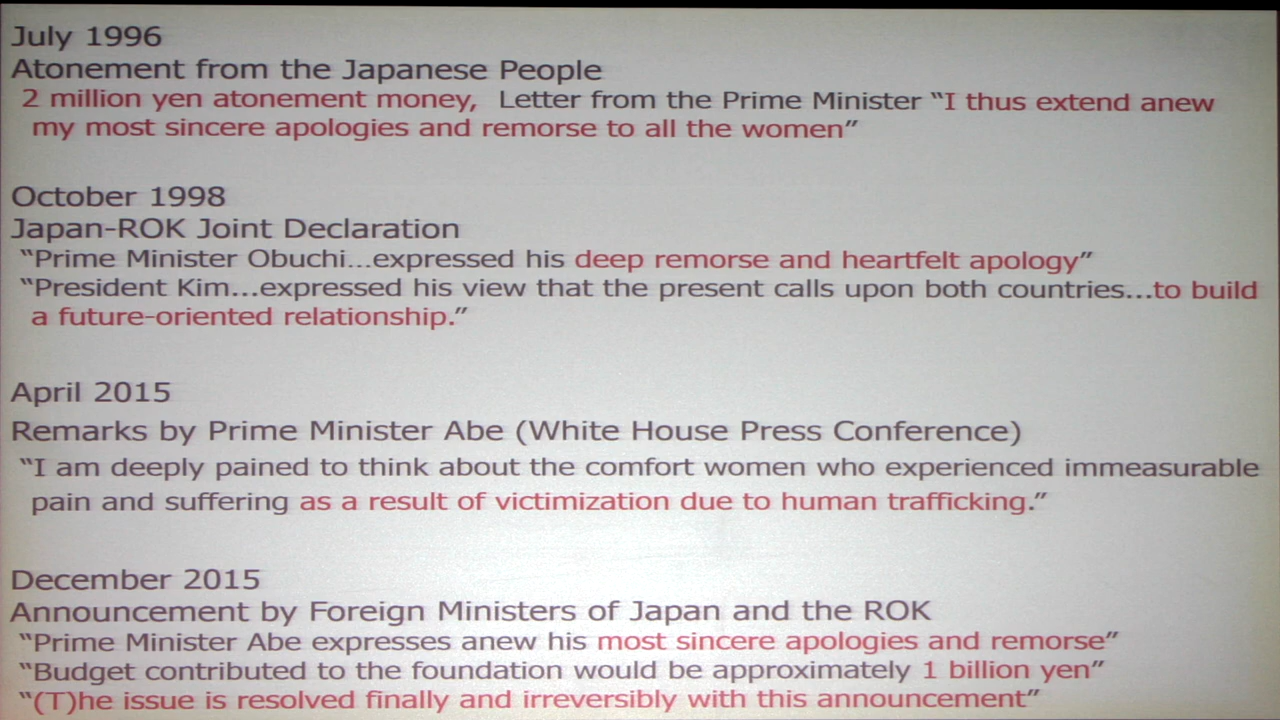 July 1996
Atonement from the Japanese People
2 million yen atonement money, Letter from the Prime Minister “I thus extend anew
my most sincere apologies and remorse to all the women”
October 1998
Japan-ROK Joint Declaration
“Prime Minister Obuchi...expressed his deep remorse and heartfelt apology”
“President Kim...expressed his view that the present calls upon both countries...to build
a future-oriented relationship.”
April 2015
Remarks by Prime Minister Abe (White House Press Conference)
“I am deeply pained to think about the comfort women who experienced immeasurable
pain and suffering as a result of victimization due to human trafficking.”
December 2015
Announcement by Foreign Ministers of Japan and the ROK
“Prime Minister Abe expresses anew his most sincere apologies and remorse”
“Budget contributed to the foundation would be approximately 1 billion yen”
“(T)he issue is resolved finally and irreversibly with this announcement”